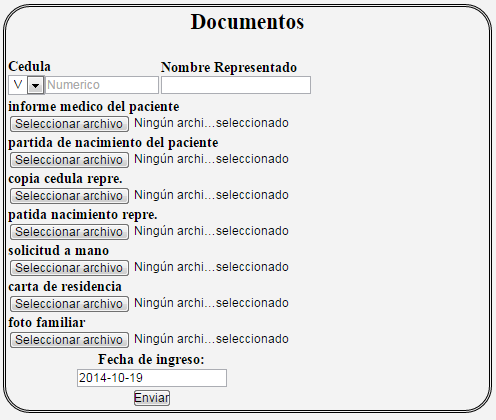 Documentos
Cedula Nombre Representado
V Numerico
informe medico del paciente
Seleccionar archivo Ningún archi...seleccionado
partida de nacimiento del paciente
Seleccionar archivo Ningún archi...seleccionado
copia cedula repre.
Seleccionar archivo Ningún archi...seleccionado
patida nacimiento repre.
Seleccionar archivo Ningún archi...seleccionado
solicitud a mano
Seleccionar archivo Ningún archi...seleccionado
carta de residencia
Seleccionar archivo Ningún archi...seleccionado
foto familiar
Seleccionar archivo Ningún archi...seleccionado
Fecha de ingreso:
2014-10-19
Enviar